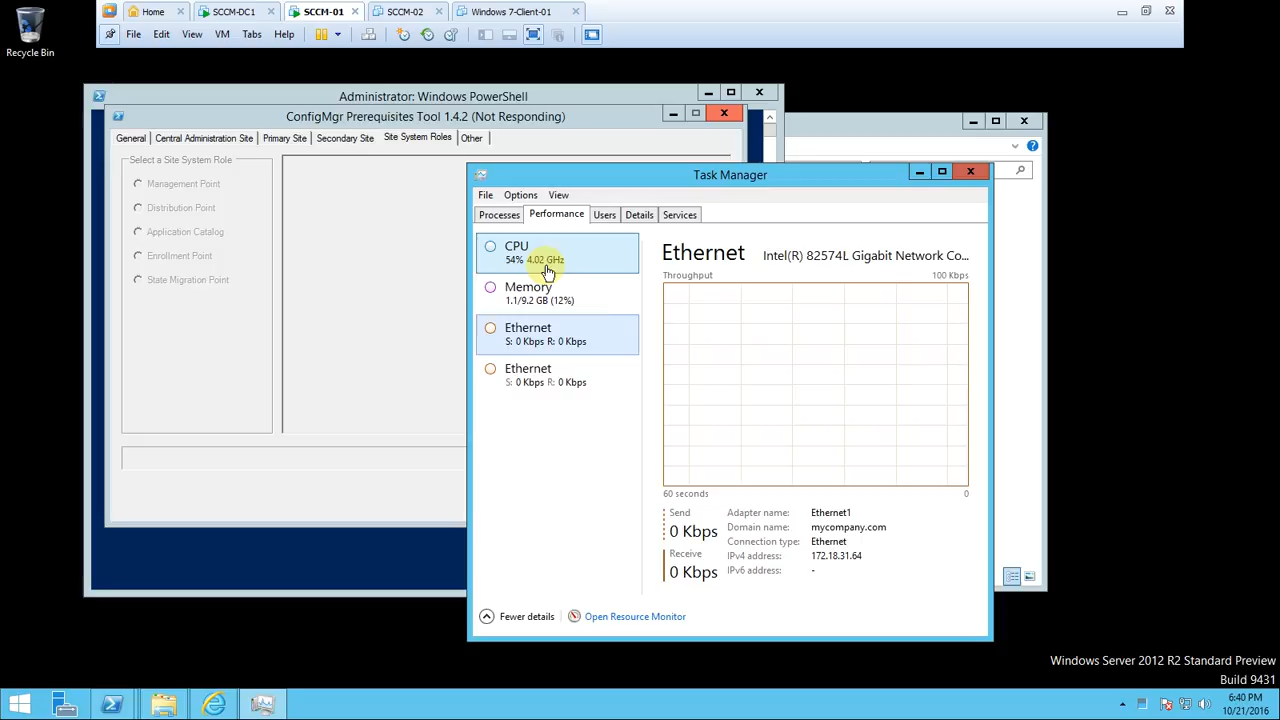 Home
SCCM-DC1
SCCM-01
SCCM-02
Windows 7-Client-01
File Edit View VM Tabs Help
Recycle Bin
Administrator: Windows PowerShell
ConfigMgr Prerequisites Tool 1.4.2 (Not Responding)
General Central Administration Site Primary Site Secondary Site Site System Roles Other
Select a Site System Role
Management Point
Distribution Point
Application Catalog
Enrollment Point
State Migration Point
Task Manager
File Options View
Processes Performance Users Details Services
CPU
54% 4.02 GHz
Memory
1.1/9.2 GB (12%)
Ethernet
S: 0 Kbps R: 0 Kbps
Ethernet
S: 0 Kbps R: 0 Kbps
Ethernet Intel(R) 82574L Gigabit Network Co...
Throughput 100 Kbps
60 seconds 0
Send
0 Kbps
Receive
0 Kbps
Adapter name: Ethernet1
Domain name: mycompany.com
Connection type: Ethernet
IPv4 address: 172.18.31.64
IPv6 address: -
Fewer details Open Resource Monitor
Windows Server 2012 R2 Standard Preview
Build 9431
6:40 PM
10/21/2016